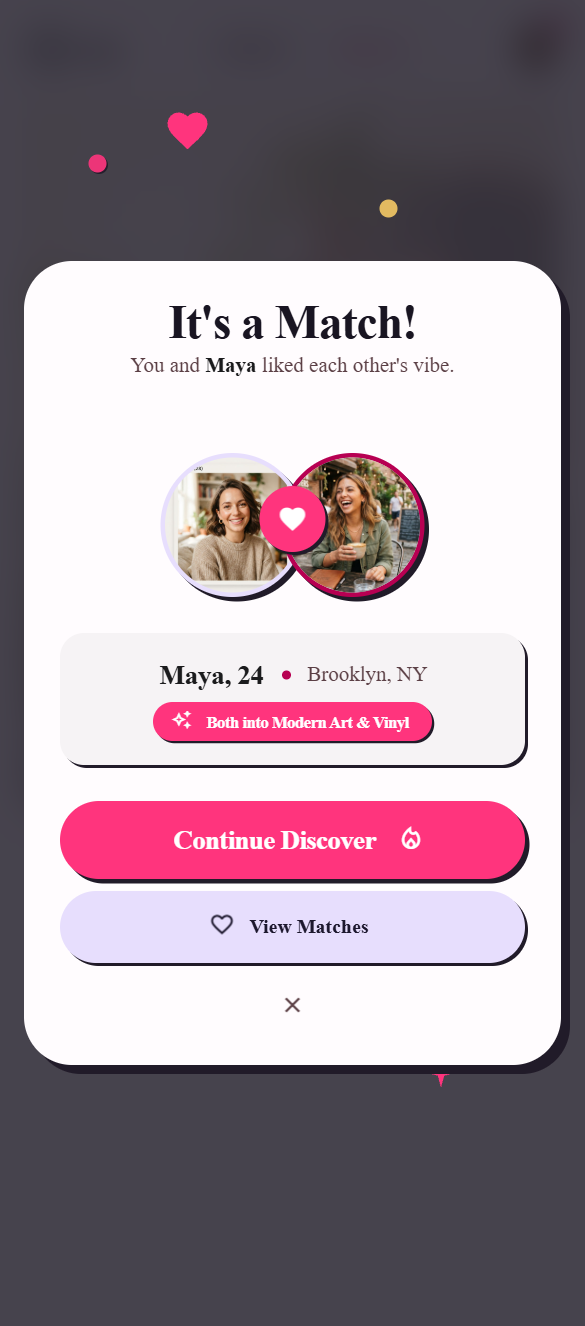 It's a Match!
You and Maya liked each other's vibe.
Maya, 24 • Brooklyn, NY
Both into Modern Art & Vinyl
Continue Discover
View Matches